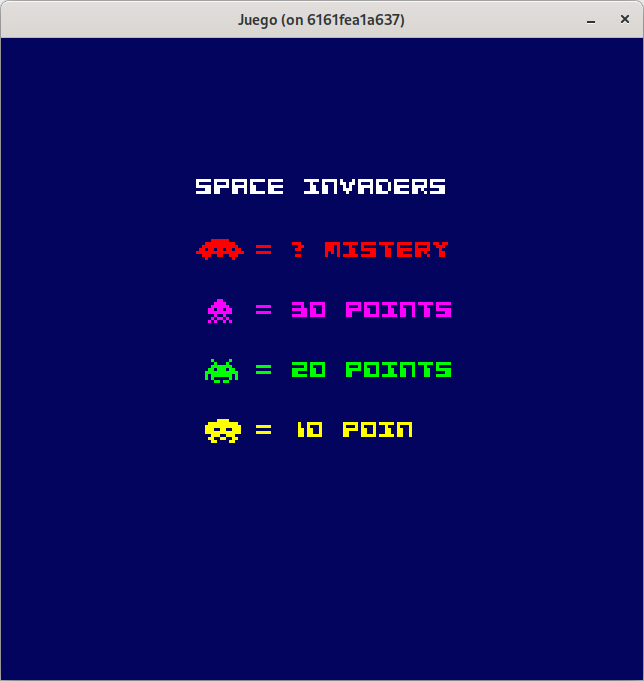 Juego (on 6161fea1a637)
SPACE INVADERS
= ? MISTERY
= 30 POINTS
= 20 POINTS
= 10 POIN